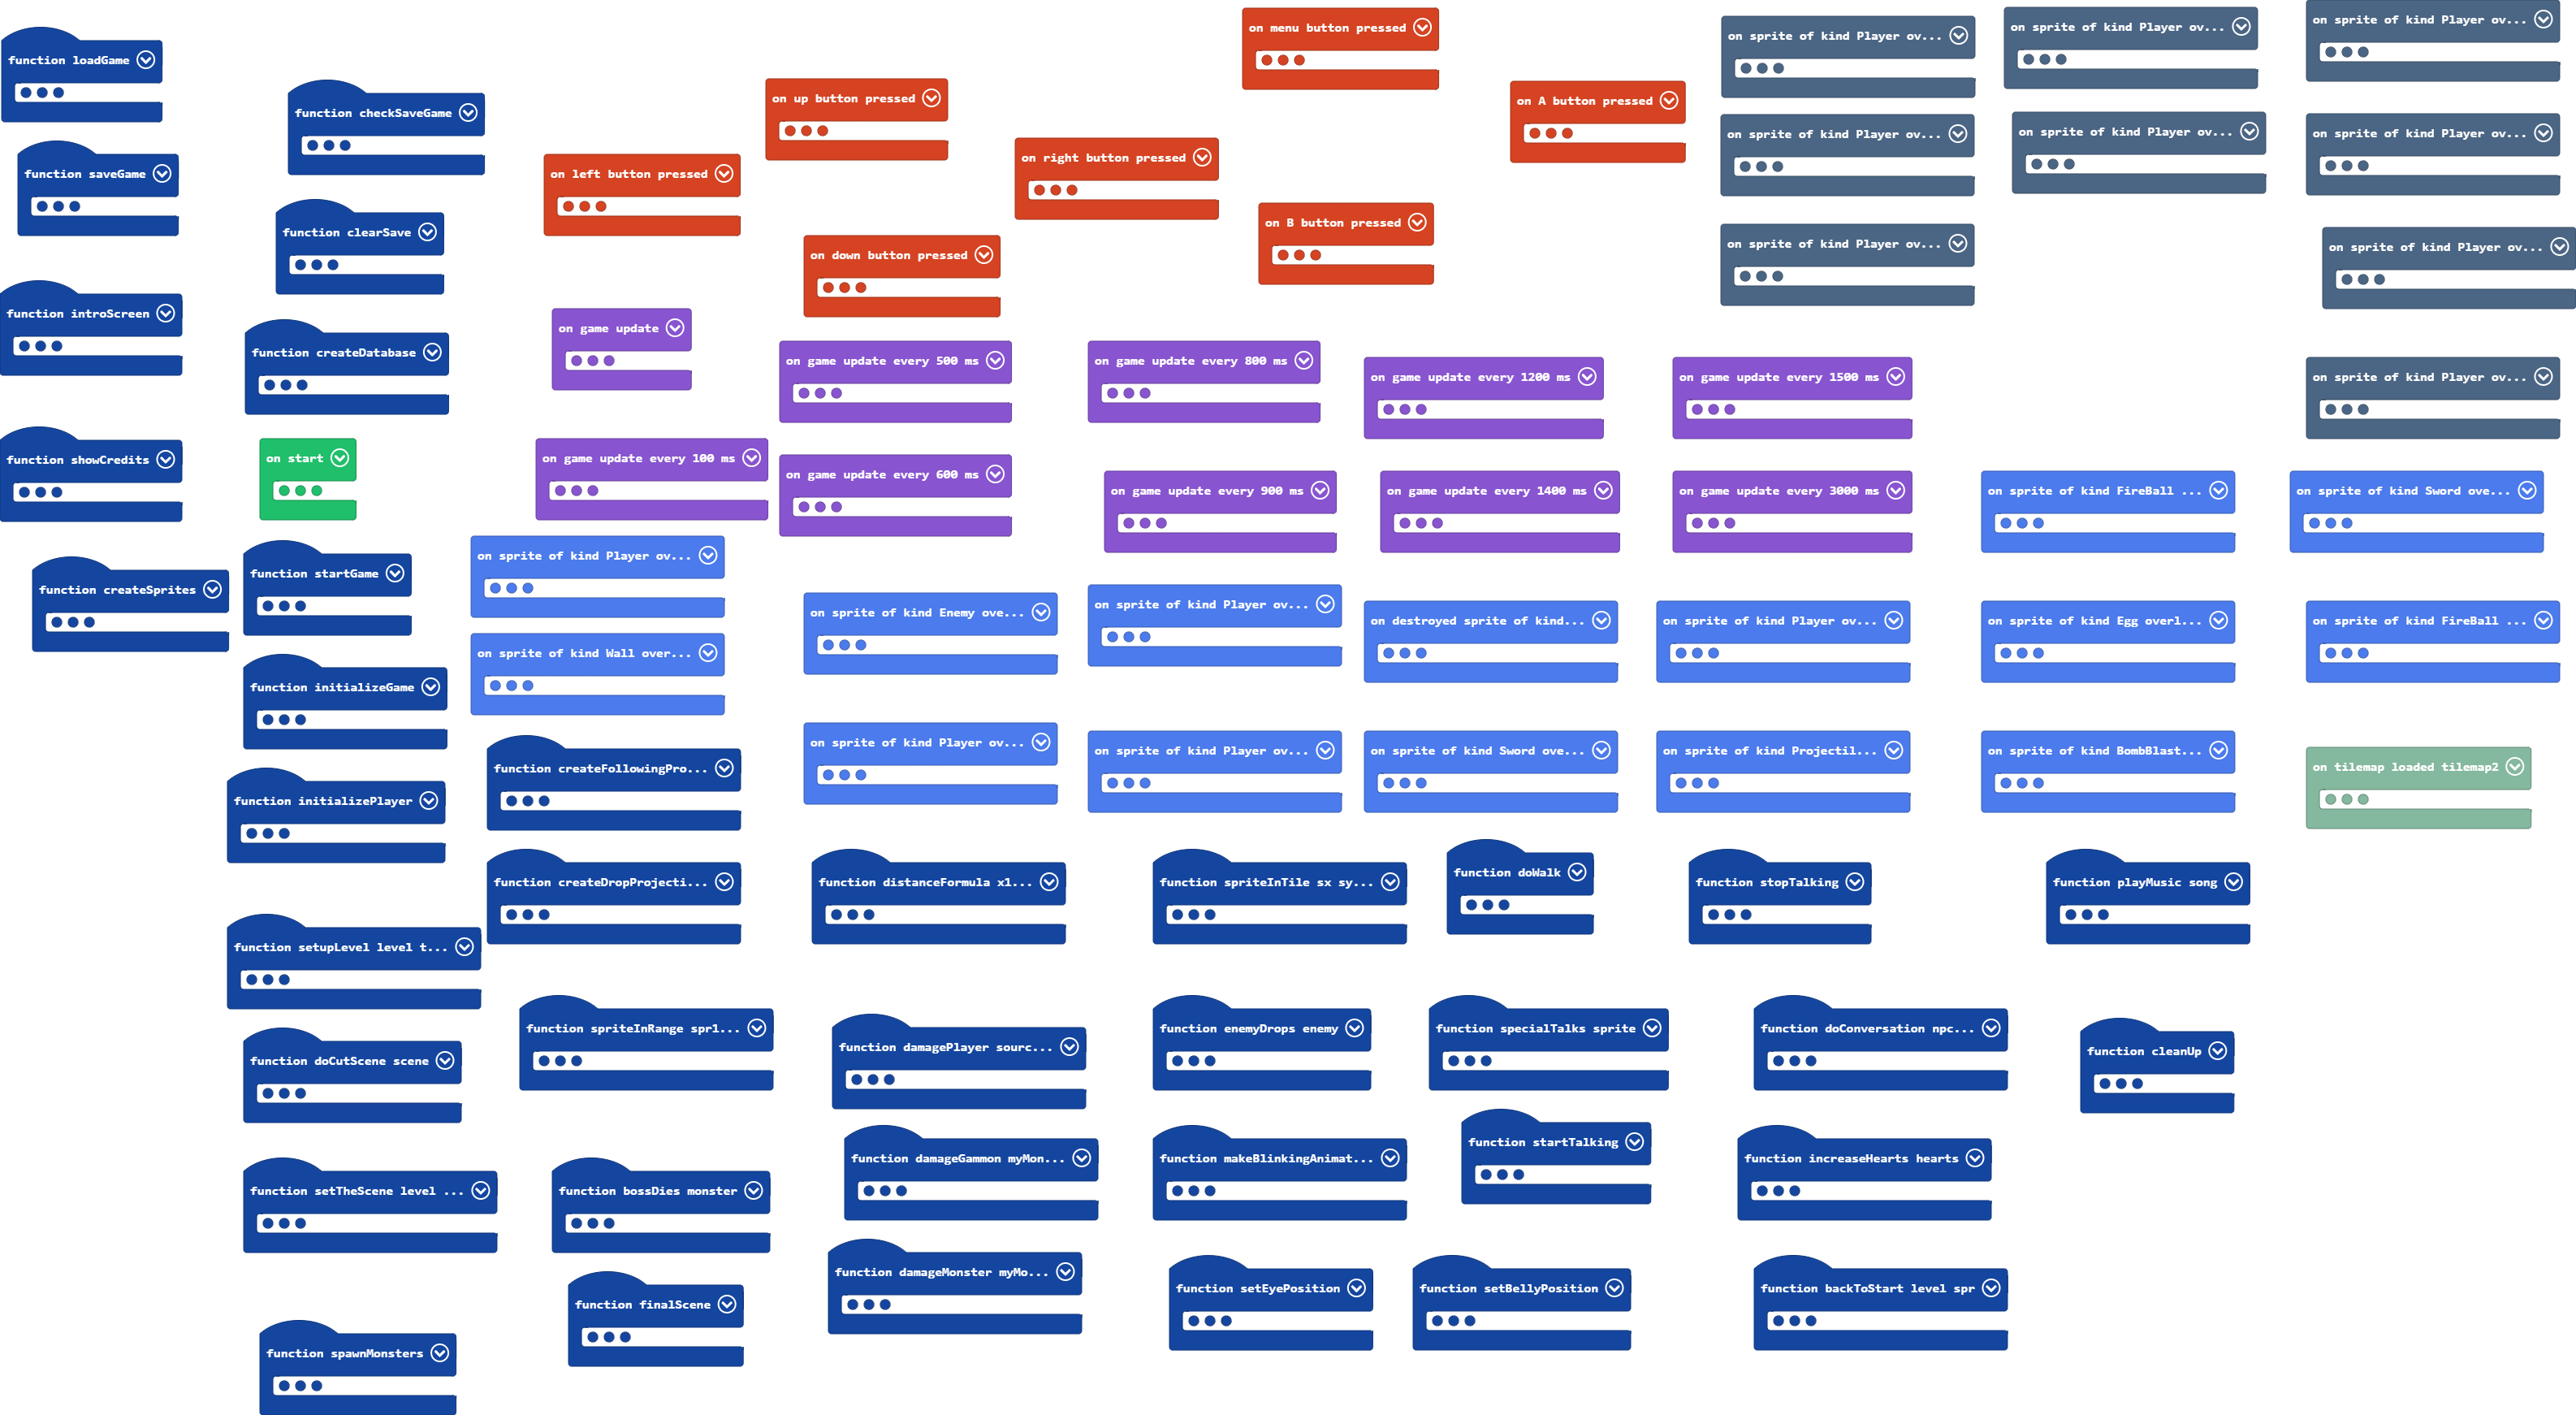 function loadGame
function saveGame
function introScreen
function showCredits
function createSprites
function checkSaveGame
function clearSave
function createDatabase
on start
function startGame
function initializeGame
function initializePlayer
function setupLevel level t...
function doCutScene scene
function setTheScene level ...
function spawnMonsters
on left button pressed
on up button pressed
on down button pressed
on right button pressed
on menu button pressed
on B button pressed
on A button pressed
on sprite of kind Player ov...
on sprite of kind Player ov...
on sprite of kind Player ov...
on sprite of kind Player ov...
on sprite of kind Player ov...
on sprite of kind Player ov...
on sprite of kind Player ov...
on sprite of kind Player ov...
on sprite of kind Player ov...
on game update
on game update every 100 ms
on game update every 500 ms
on game update every 600 ms
on game update every 800 ms
on game update every 900 ms
on game update every 1200 ms
on game update every 1400 ms
on game update every 1500 ms
on game update every 3000 ms
on sprite of kind FireBall ...
on sprite of kind Sword ove...
on sprite of kind Player ov...
on sprite of kind Wall over...
on sprite of kind Enemy ove...
on sprite of kind Player ov...
on sprite of kind Player ov...
on sprite of kind Player ov...
on destroyed sprite of kind...
on sprite of kind Sword ove...
on sprite of kind Player ov...
on sprite of kind Projectil...
on sprite of kind Egg overl...
on sprite of kind BombBlast...
on sprite of kind FireBall ...
on tilemap loaded tilemap2
function createFollowingPro...
function createDropProjecti...
function distanceFormula x1...
function spriteInTile sx sy...
function doWalk
function stopTalking
function playMusic song
function spriteInRange spr1...
function damagePlayer sourc...
function enemyDrops enemy
function specialTalks sprite
function doConversation npc...
function cleanUp
function bossDies monster
function damageGammon myMon...
function makeBlinkingAnimat...
function startTalking
function increaseHearts hearts
function finalScene
function damageMonster myMo...
function setEyePosition
function setBellyPosition
function backToStart level spr